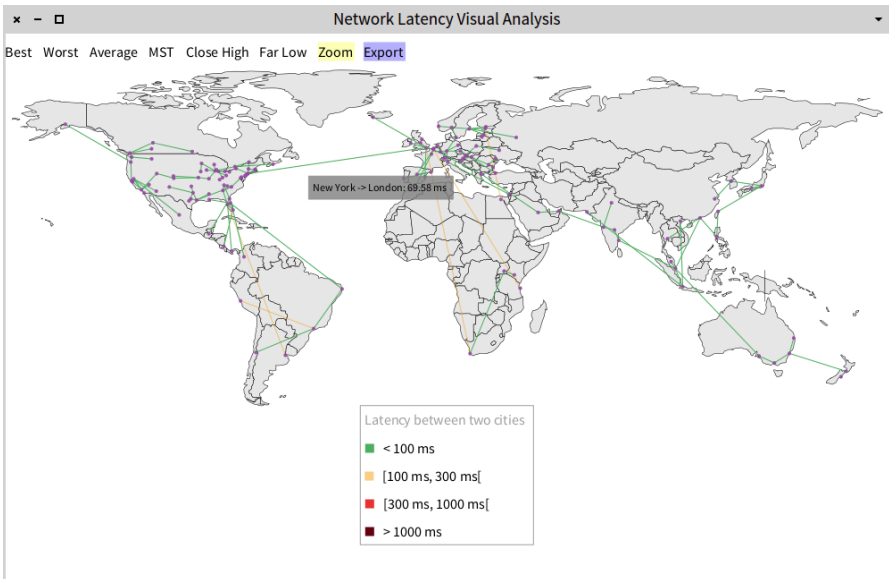 Network Latency Visual Analysis
Best Worst Average MST Close High Far Low Zoom Export
New York -> London: 69.58 ms
Latency between two cities
< 100 ms
[100 ms, 300 ms[
[300 ms, 1000 ms[
> 1000 ms